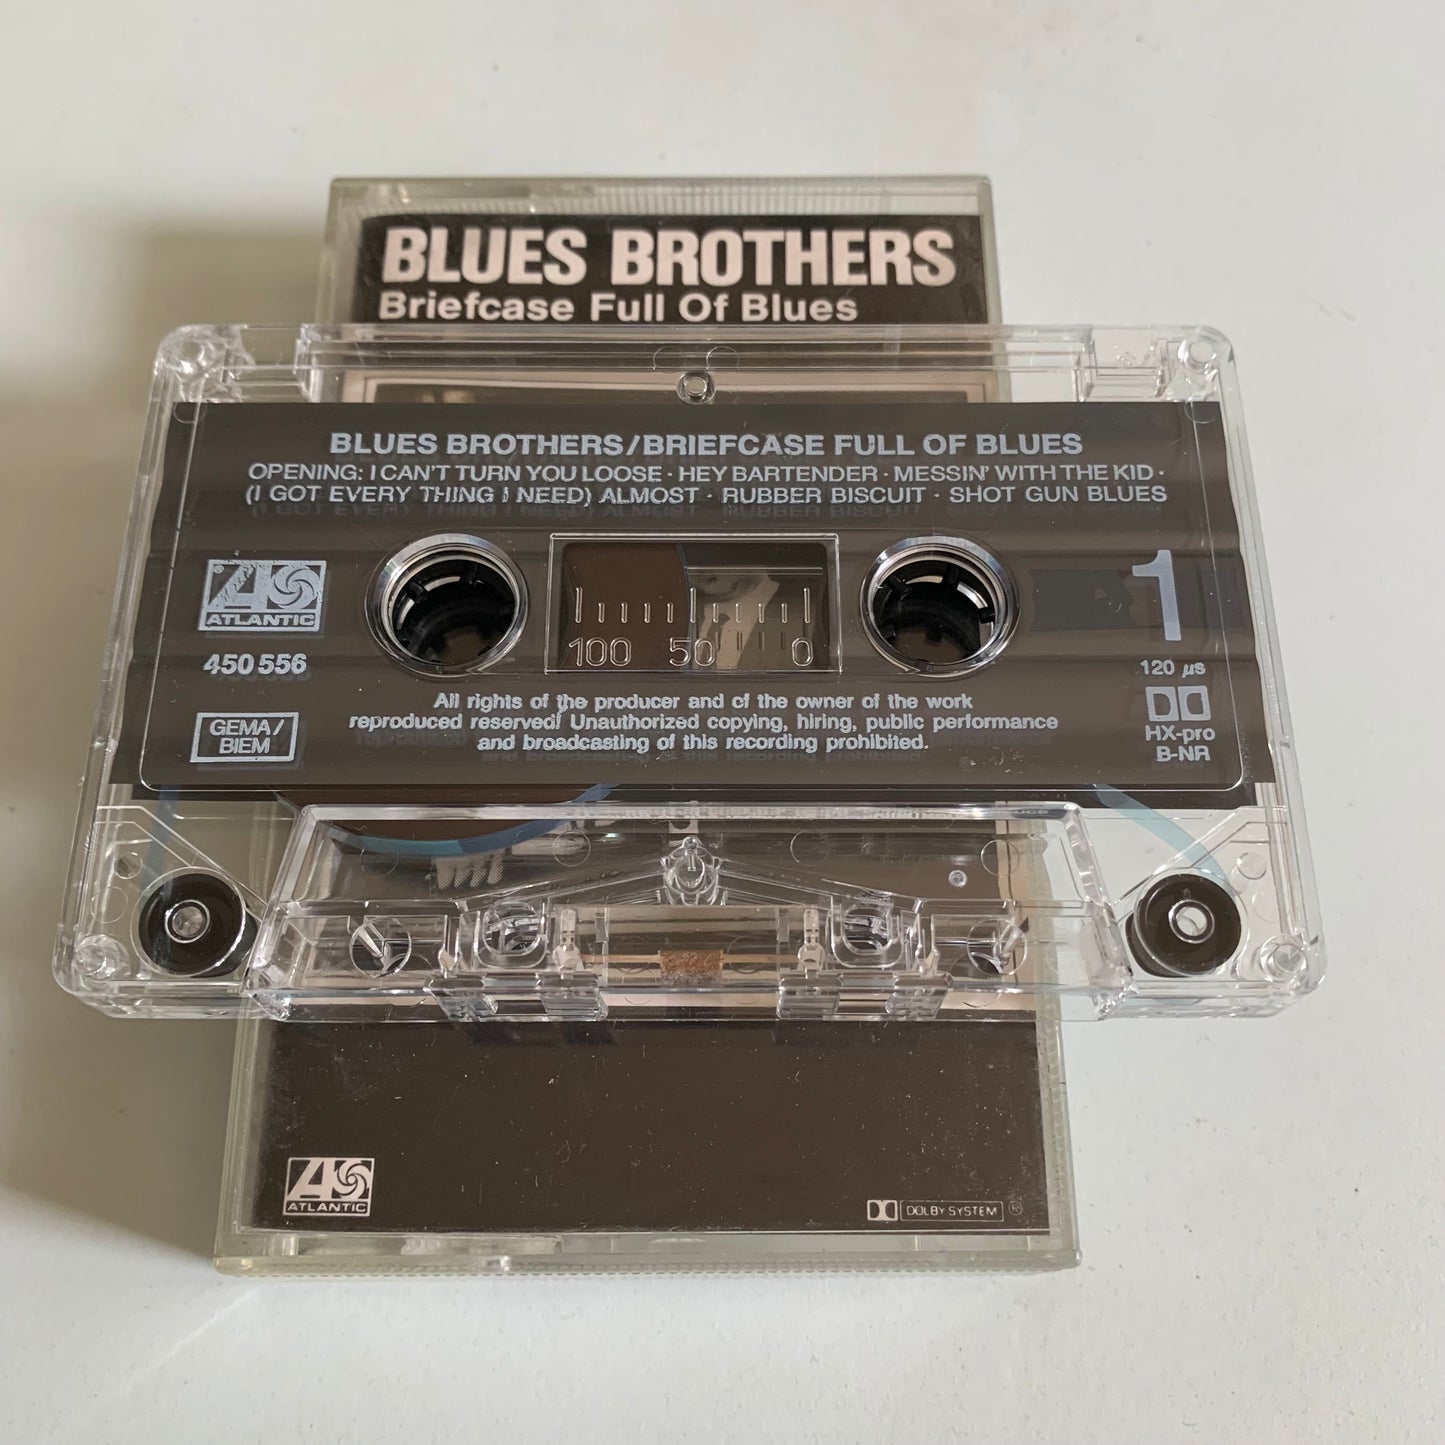 BLUES BROTHERS
Briefcase Full Of Blues
BLUES BROTHERS/BRIEFCASE FULL OF BLUES
OPENING: I CAN'T TURN YOU LOOSE · HEY BARTENDER · MESSIN' WITH THE KID ·
(I GOT EVERY THING I NEED) ALMOST · RUBBER BISCUIT · SHOT GUN BLUES
ATLANTIC
450 556
GEMA/
BIEM
100 50 0
1
120 µs
HX-pro
B-NR
All rights of the producer and of the owner of the work
reproduced reserved! Unauthorized copying, hiring, public performance
and broadcasting of this recording prohibited.
ATLANTIC
DOLBY SYSTEM ®